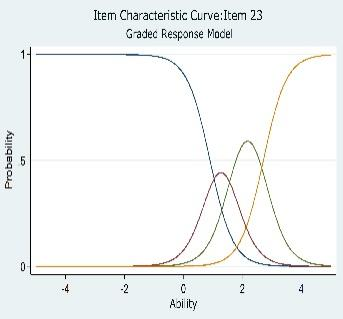 Item Characteristic Curve:Item 23
Graded Response Model
Probability
1
.5
0
-4
-2
0
2
4
Ability